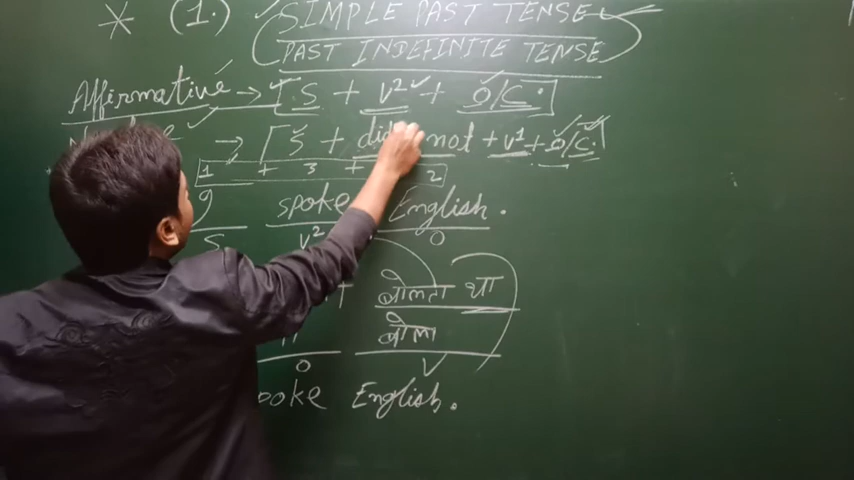 * (1.) ✓ SIMPLE PAST TENSE
PAST INDEFINITE TENSE
Affirmative → [S + V² + O/C.]
→ [S + did not + V¹ + O/C.]
1 + 3 + 2
spoke English.
S V² O
बोलता था
बोला
O V
spoke English.